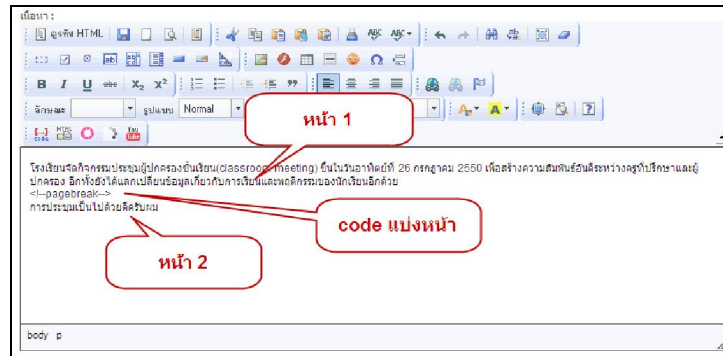 เนื้อหา :
ดูรหัส HTML
ABC ABC
B I U abc X₂ X²
ลักษณะ รูปแบบ Normal
A A
code HTML You Tube
หน้า 1
โรงเรียนจัดกิจกรรมประชุมผู้ปกครองชั้นเรียน(classroom meeting) ขึ้นในวันอาทิตย์ที่ 26 กรกฎาคม 2550 เพื่อสร้างความสัมพันธ์อันดีระหว่างครูที่ปรึกษาและผู้
ปกครอง อีกทั้งยังได้แลกเปลี่ยนข้อมูลเกี่ยวกับการเรียนและพฤติกรรมของนักเรียนอีกด้วย
<!--pagebreak-->
การประชุมเป็นไปด้วยดีครับผม
code แบ่งหน้า
หน้า 2
body p